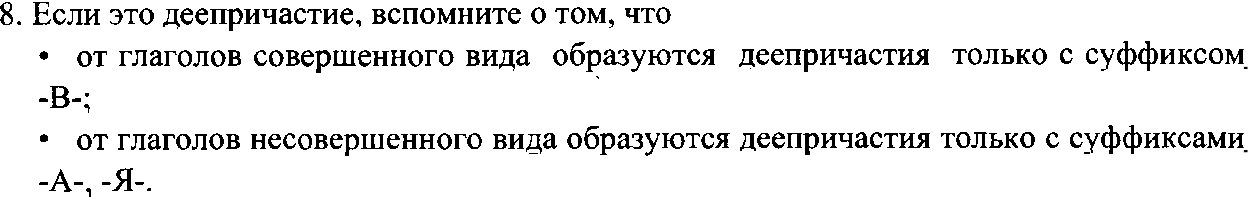 8. Если это деепричастие, вспомните о том, что
• от глаголов совершенного вида образуются деепричастия только с суффиксом
-В-;
• от глаголов несовершенного вида образуются деепричастия только с суффиксами
-А-, -Я-.